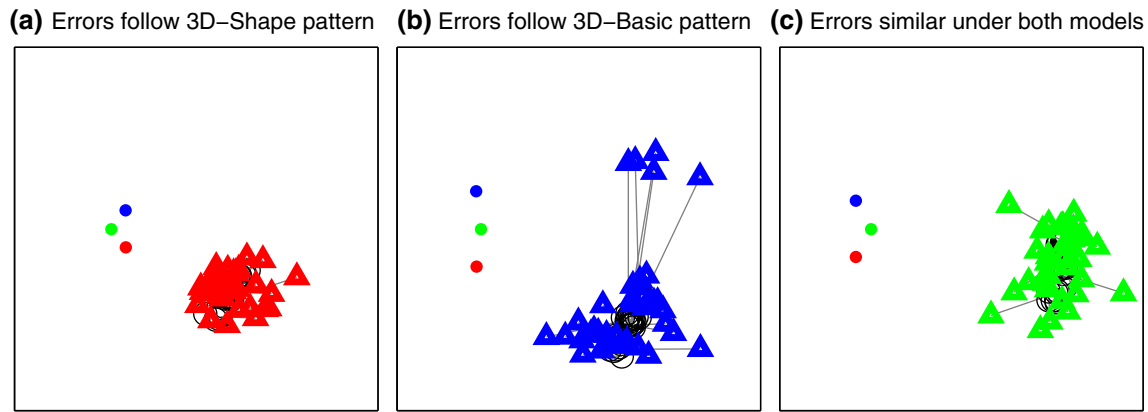 (a) Errors follow 3D−Shape pattern
(b) Errors follow 3D−Basic pattern
(c) Errors similar under both models